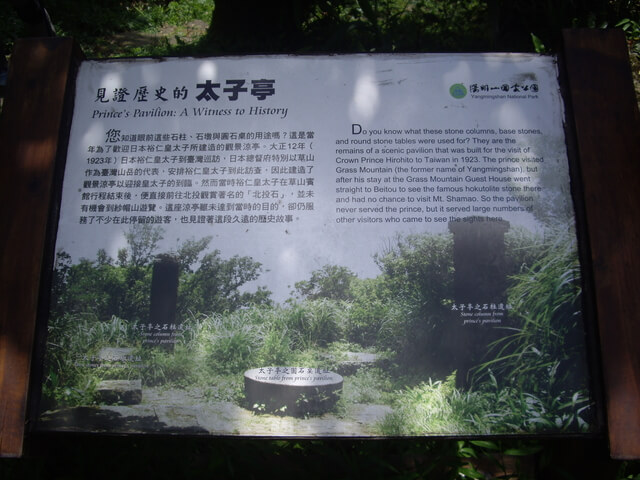 見證歷史的 太子亭
Prince's Pavilion: A Witness to History
陽明山國家公園
Yangmingshan National Park
您知道眼前這些石柱、石墩與圓石桌的用途嗎？這是當
年為了歡迎日本裕仁皇太子所建造的觀景涼亭。大正12年
（1923年）日本裕仁皇太子到臺灣巡訪，日本總督府特別以草山
作為臺灣山岳的代表，安排裕仁皇太子到此訪查，因此建造了
觀景涼亭以迎接皇太子的到臨。然而當時裕仁皇太子在草山賓
館行程結束後，便直接前往北投觀賞著名的「北投石」，並未
有機會到紗帽山遊覽。這座涼亭雖未達到當時的目的，卻仍服
務了不少在此停留的遊客，也見證著這段久遠的歷史故事。
Do you know what these stone columns, base stones,
and round stone tables were used for? They are the
remains of a scenic pavilion that was built for the visit of
Crown Prince Hirohito to Taiwan in 1923. The prince visited
Grass Mountain (the former name of Yangmingshan), but
after his stay at the Grass Mountain Guest House went
straight to Beitou to see the famous hokutolite stone there
and had no chance to visit Mt. Shamao. So the pavilion
never served the prince, but it served large numbers of
other visitors who came to see the sights here.
太子亭之石柱遺址
Stone column from
prince's pavilion
太子亭之石柱遺址
Stone column from
prince's pavilion
太子亭之圓石桌遺址
Stone table from prince's pavilion